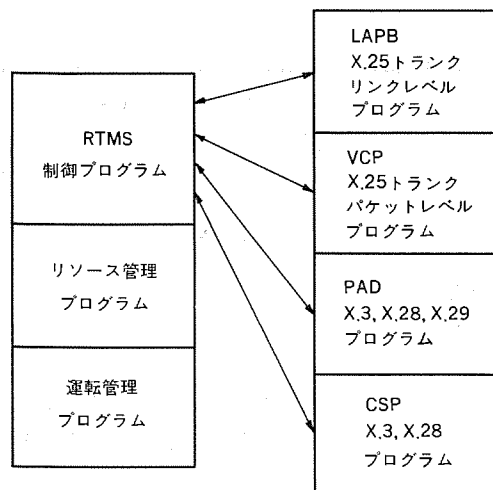 RTMS
制御プログラム
リソース管理
プログラム
運転管理
プログラム
LAPB
X.25トランク
リンクレベル
プログラム
VCP
X.25トランク
パケットレベル
プログラム
PAD
X.3, X.28, X.29
プログラム
CSP
X.3, X.28
プログラム